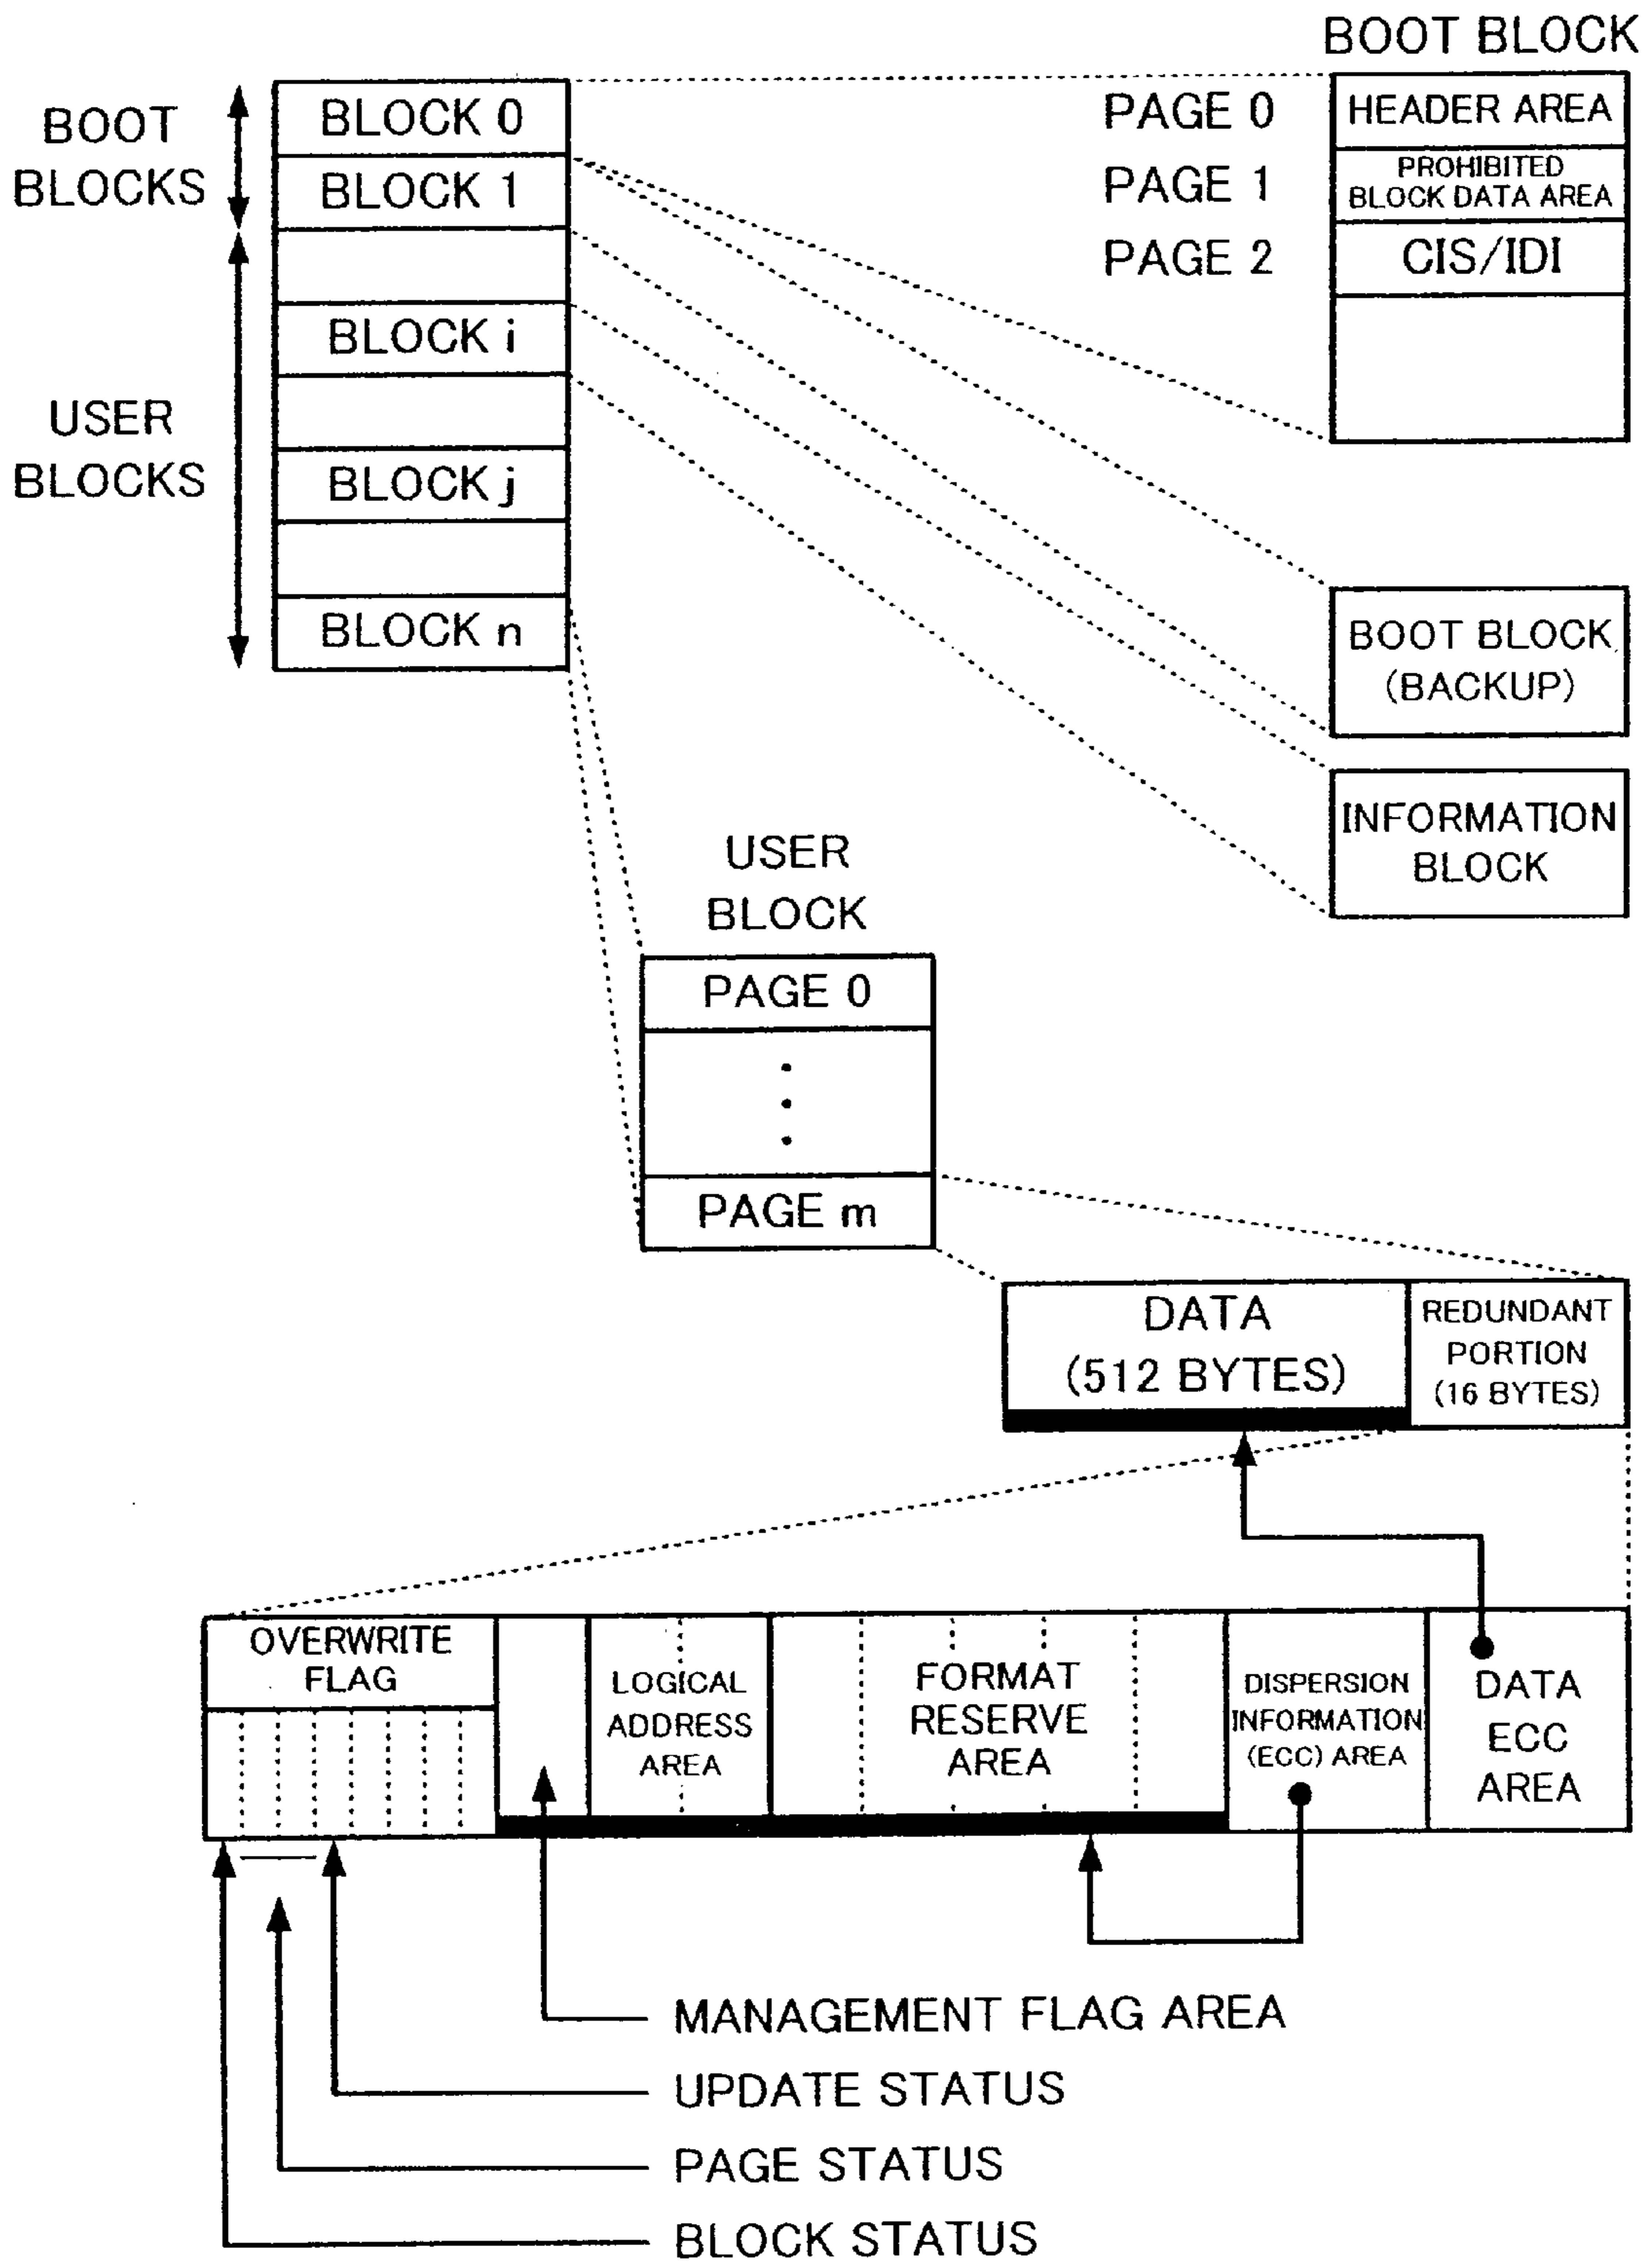 BOOT BLOCK
BOOT
BLOCKS
BLOCK 0
BLOCK 1
PAGE 0
HEADER AREA
PAGE 1
PROHIBITED
BLOCK DATA AREA
PAGE 2
CIS/IDI
USER
BLOCKS
BLOCK i
BLOCK j
BLOCK n
BOOT BLOCK
(BACKUP)
INFORMATION
BLOCK
USER
BLOCK
PAGE 0
PAGE m
DATA
(512 BYTES)
REDUNDANT
PORTION
(16 BYTES)
OVERWRITE
FLAG
LOGICAL
ADDRESS
AREA
FORMAT
RESERVE
AREA
DISPERSION
INFORMATION
(ECC) AREA
DATA
ECC
AREA
MANAGEMENT FLAG AREA
UPDATE STATUS
PAGE STATUS
BLOCK STATUS